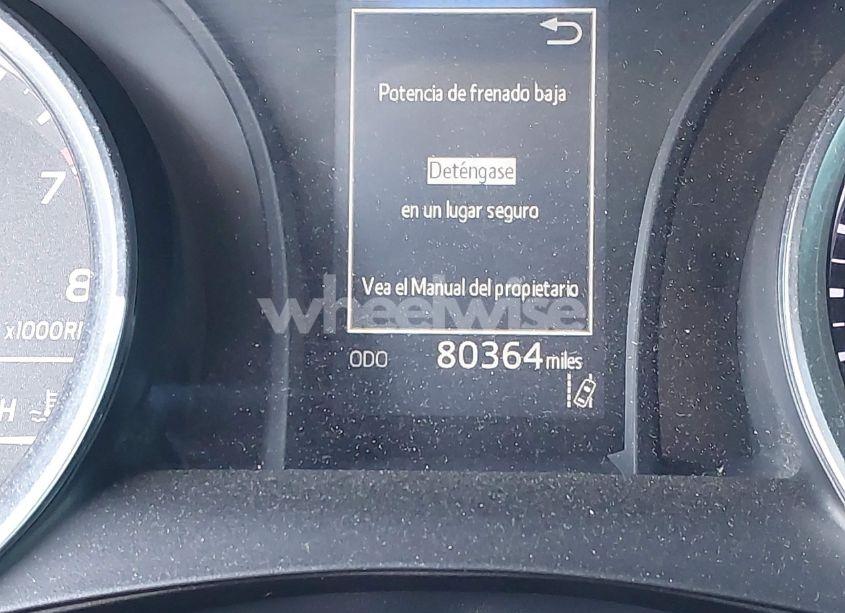 Potencia de frenado baja
Deténgase
en un lugar seguro
Vea el Manual del propietario
wheelwise
ODO 80364 miles
7
8
x1000R
H